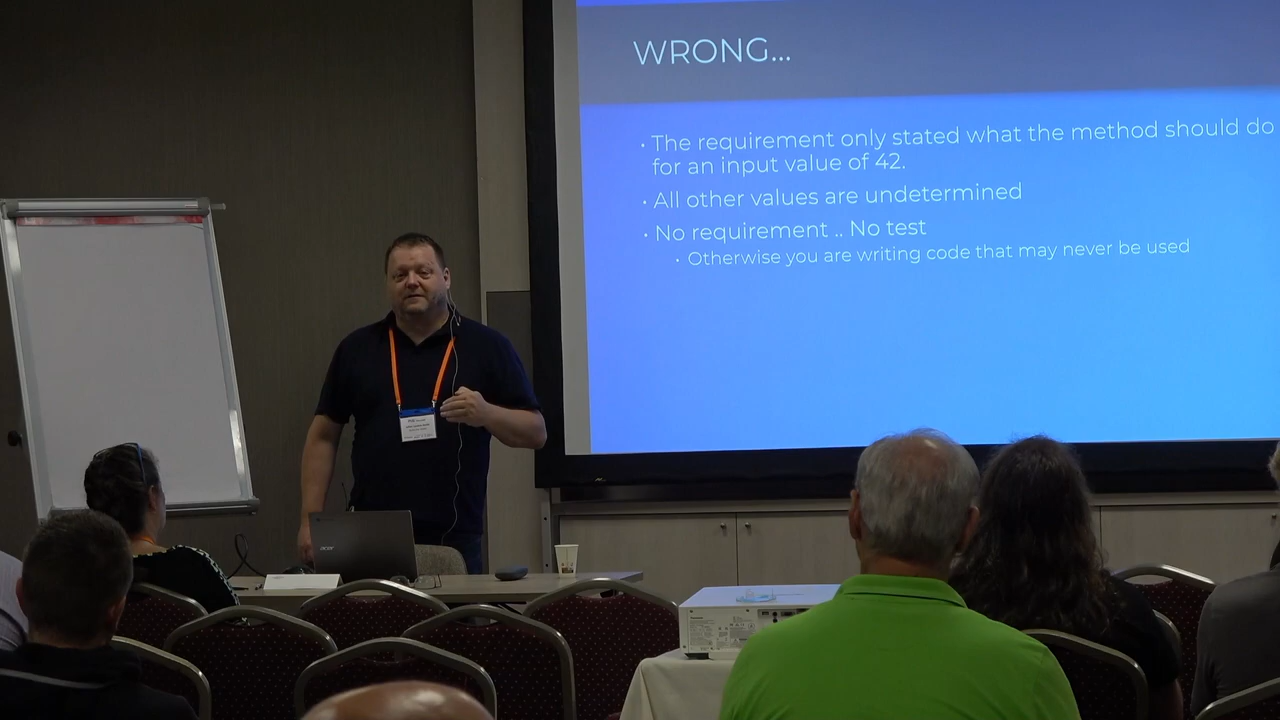 WRONG...
• The requirement only stated what the method should do
for an input value of 42.
• All other values are undetermined
• No requirement .. No test
• Otherwise you are writing code that may never be used
acer